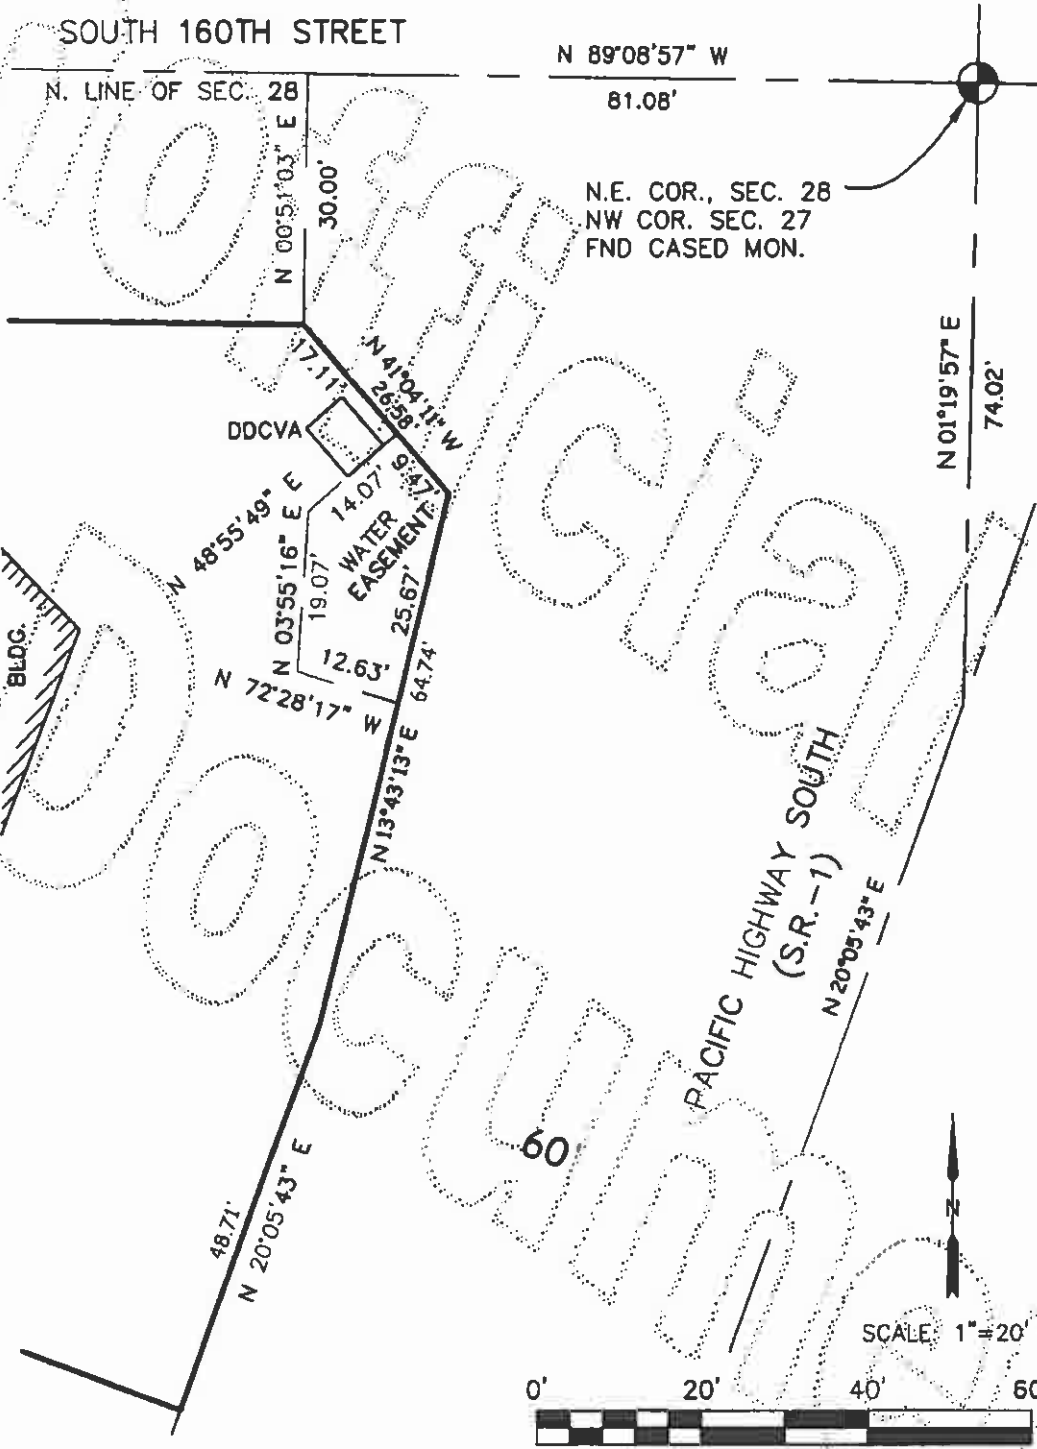 SOUTH 160TH STREET
N. LINE OF SEC. 28
N 89°08'57" W
81.08'
N 00°51'03" E
30.00'
N.E. COR., SEC. 28
NW COR. SEC. 27
FND CASED MON.
N 01°19'57" E
74.02'
17.11'
N 41°04'11" W
26.58'
DDCVA
9.47'
14.07'
N 48°55'49" E
WATER
EASEMENT
N 03°55'16" E
19.07'
25.67'
64.74'
12.63'
N 72°28'17" W
BLDG.
N 13°43'13" E
PACIFIC HIGHWAY SOUTH
(S.R.-1)
N 20°05'43" E
60'
48.71'
N 20°05'43" E
N
SCALE: 1"=20'
0' 20' 40' 60